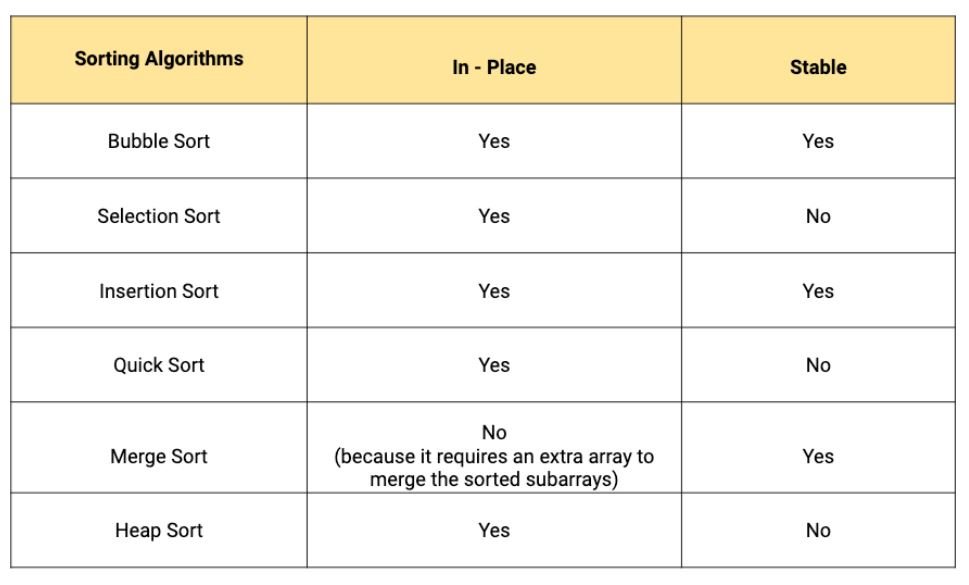 Sorting Algorithms In - Place Stable
Bubble Sort Yes Yes
Selection Sort Yes No
Insertion Sort Yes Yes
Quick Sort Yes No
Merge Sort No Yes
(because it requires an extra array to
merge the sorted subarrays)
Heap Sort Yes No